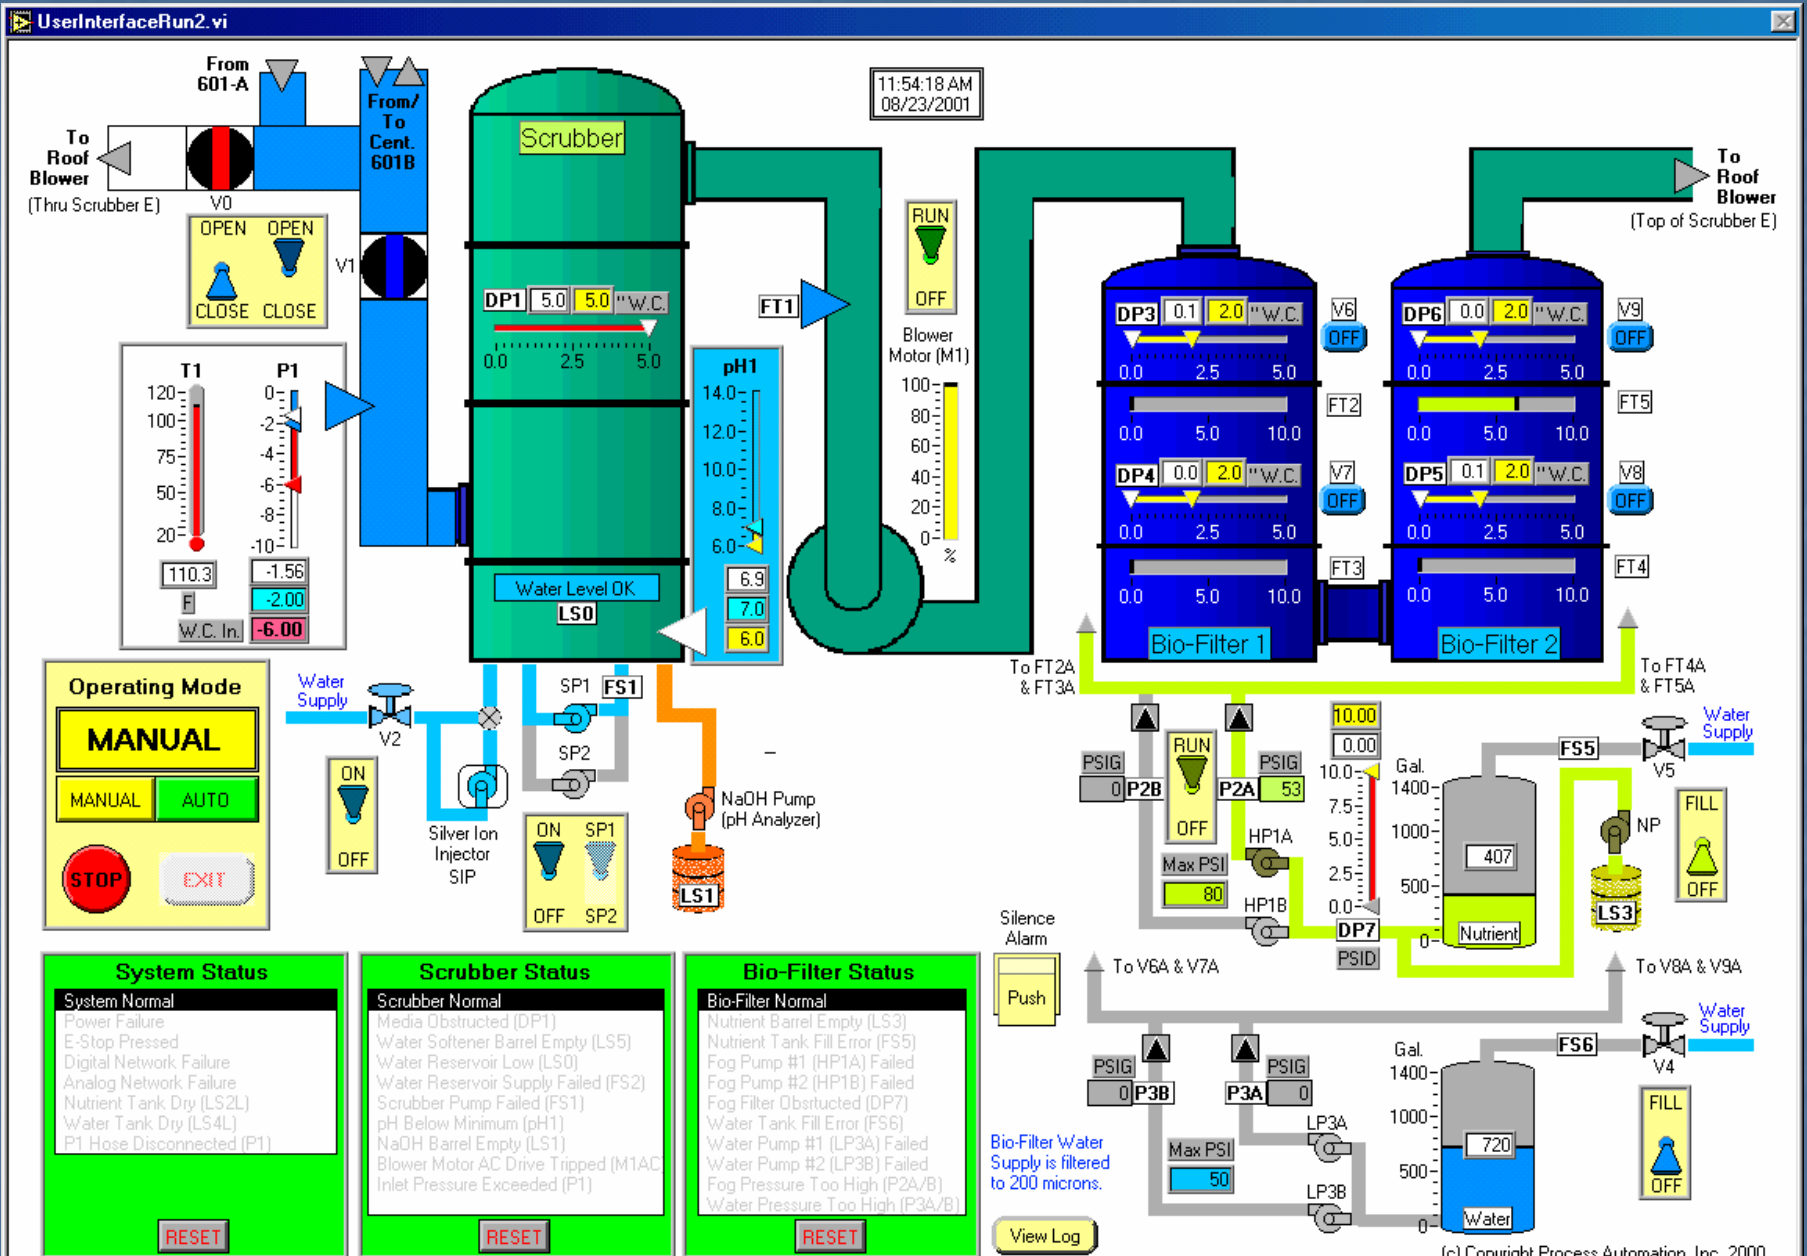 UserInterfaceRun2.vi
From
601-A
From/
To
Cent.
601B
To
Roof
Blower
(Thru Scrubber E)
V0
OPEN OPEN
CLOSE CLOSE
V1
Scrubber
11:54:18 AM
08/23/2001
To
Roof
Blower
(Top of Scrubber E)
DP1 5.0 5.0 "W.C.
0.0 2.5 5.0
FT1
RUN
OFF
Blower
Motor (M1)
100
80
60
40
20
0
%
T1
120
100
75
50
20
110.3
F
P1
0
-2
-4
-6
-8
-10
-1.56
-2.00
W.C. In. -6.00
pH1
14.0
12.0
10.0
8.0
6.0
6.9
7.0
6.0
Water Level OK
LS0
DP3 0.1 2.0 "W.C.
0.0 2.5 5.0
V6
OFF
FT2
0.0 5.0 10.0
DP4 0.0 2.0 "W.C.
0.0 2.5 5.0
V7
OFF
FT3
0.0 5.0 10.0
Bio-Filter 1
DP6 0.0 2.0 "W.C.
0.0 2.5 5.0
V9
OFF
FT5
0.0 5.0 10.0
DP5 0.1 2.0 "W.C.
0.0 2.5 5.0
V8
OFF
FT4
0.0 5.0 10.0
Bio-Filter 2
Operating Mode
MANUAL
MANUAL AUTO
STOP EXIT
Water
Supply
V2
ON
OFF
Silver Ion
Injector
SIP
SP1 FS1
SP2
ON SP1
OFF SP2
NaOH Pump
(pH Analyzer)
LS1
To FT2A
& FT3A
To FT4A
& FT5A
PSIG
0 P2B
RUN
OFF
PSIG
P2A 53
HP1A
Max PSI
80
HP1B
10.00
0.00
10.0
7.5
5.0
2.5
0.0
DP7
PSID
Gal.
1400
1000
500
0
407
Nutrient
FS5
V5
Water
Supply
NP
LS3
FILL
OFF
System Status
System Normal
Power Failure
E-Stop Pressed
Digital Network Failure
Analog Network Failure
Nutrient Tank Dry (LS2L)
Water Tank Dry (LS4L)
P1 Hose Disconnected (P1)
RESET
Scrubber Status
Scrubber Normal
Media Obstructed (DP1)
Water Softener Barrel Empty (LS5)
Water Reservoir Low (LS0)
Water Reservoir Supply Failed (FS2)
Scrubber Pump Failed (FS1)
pH Below Minimum (pH1)
NaOH Barrel Empty (LS1)
Blower Motor AC Drive Tripped (M1AC)
Inlet Pressure Exceeded (P1)
RESET
Bio-Filter Status
Bio-Filter Normal
Nutrient Barrel Empty (LS3)
Nutrient Tank Fill Error (FS5)
Fog Pump #1 (HP1A) Failed
Fog Pump #2 (HP1B) Failed
Fog Filter Obsrtucted (DP7)
Water Tank Fill Error (FS6)
Water Pump #1 (LP3A) Failed
Water Pump #2 (LP3B) Failed
Fog Pressure Too High (P2A/B)
Water Pressure Too High (P3A/B)
RESET
Silence
Alarm
Push
To V6A & V7A
To V8A & V9A
PSIG
0 P3B
PSIG
P3A 0
LP3A
Max PSI
50
LP3B
Bio-Filter Water
Supply is filtered
to 200 microns.
View Log
Gal.
1400
1000
500
0
720
Water
FS6
V4
Water
Supply
FILL
OFF
(c) Copyright Process Automation, Inc. 2000